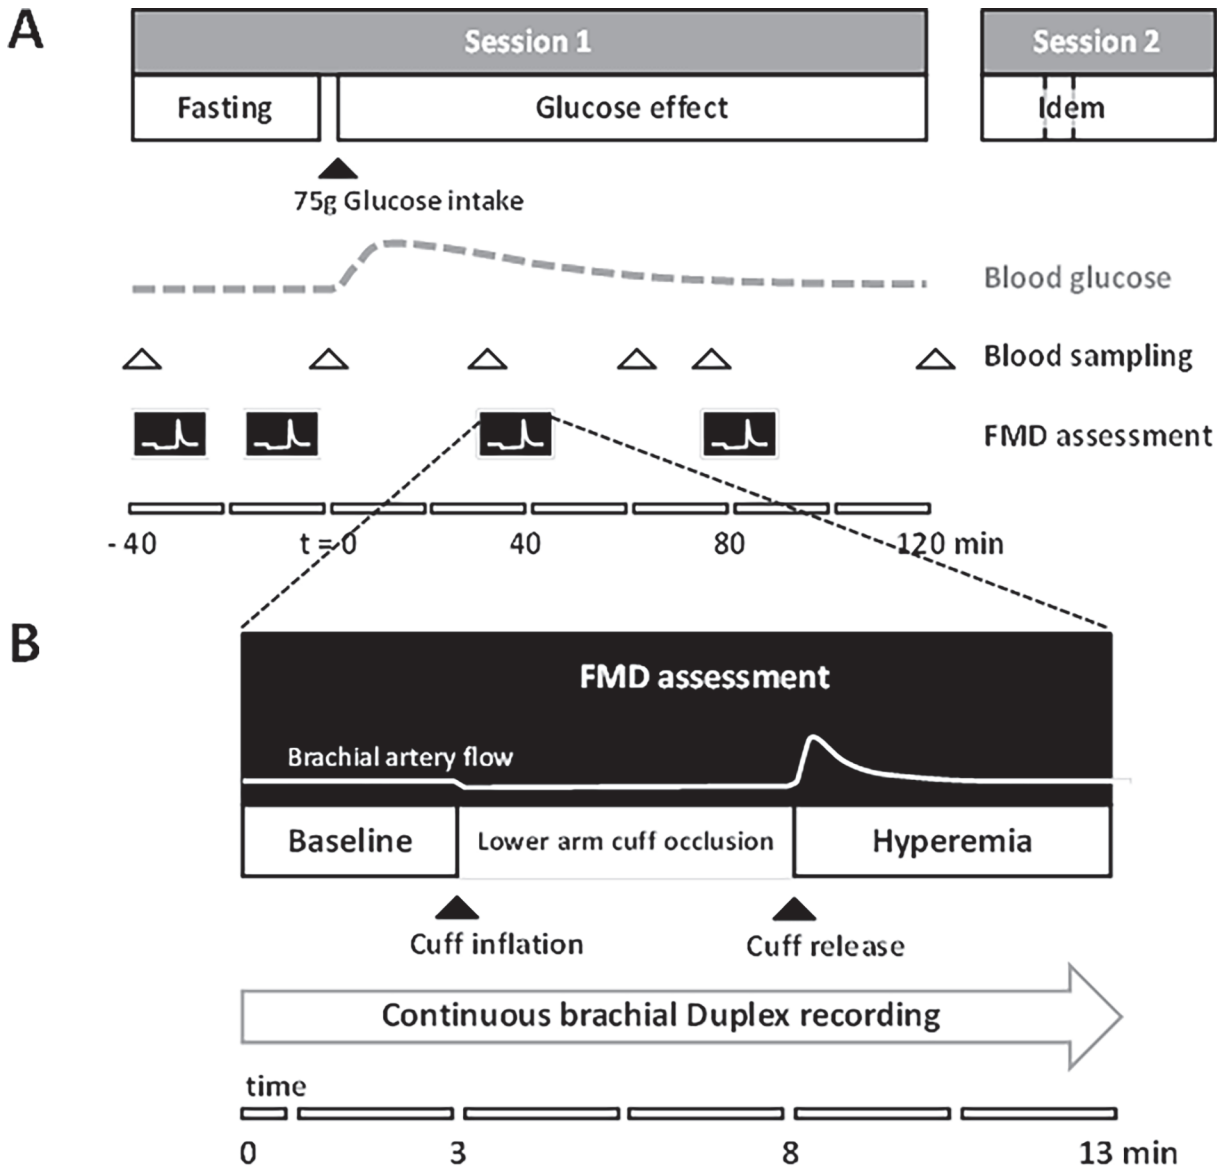 A
Session 1
Session 2
Fasting
Glucose effect
Idem
75g Glucose intake
Blood glucose
Blood sampling
FMD assessment
- 40
t = 0
40
80
120 min
B
FMD assessment
Brachial artery flow
Baseline
Lower arm cuff occlusion
Hyperemia
Cuff inflation
Cuff release
Continuous brachial Duplex recording
time
0
3
8
13 min